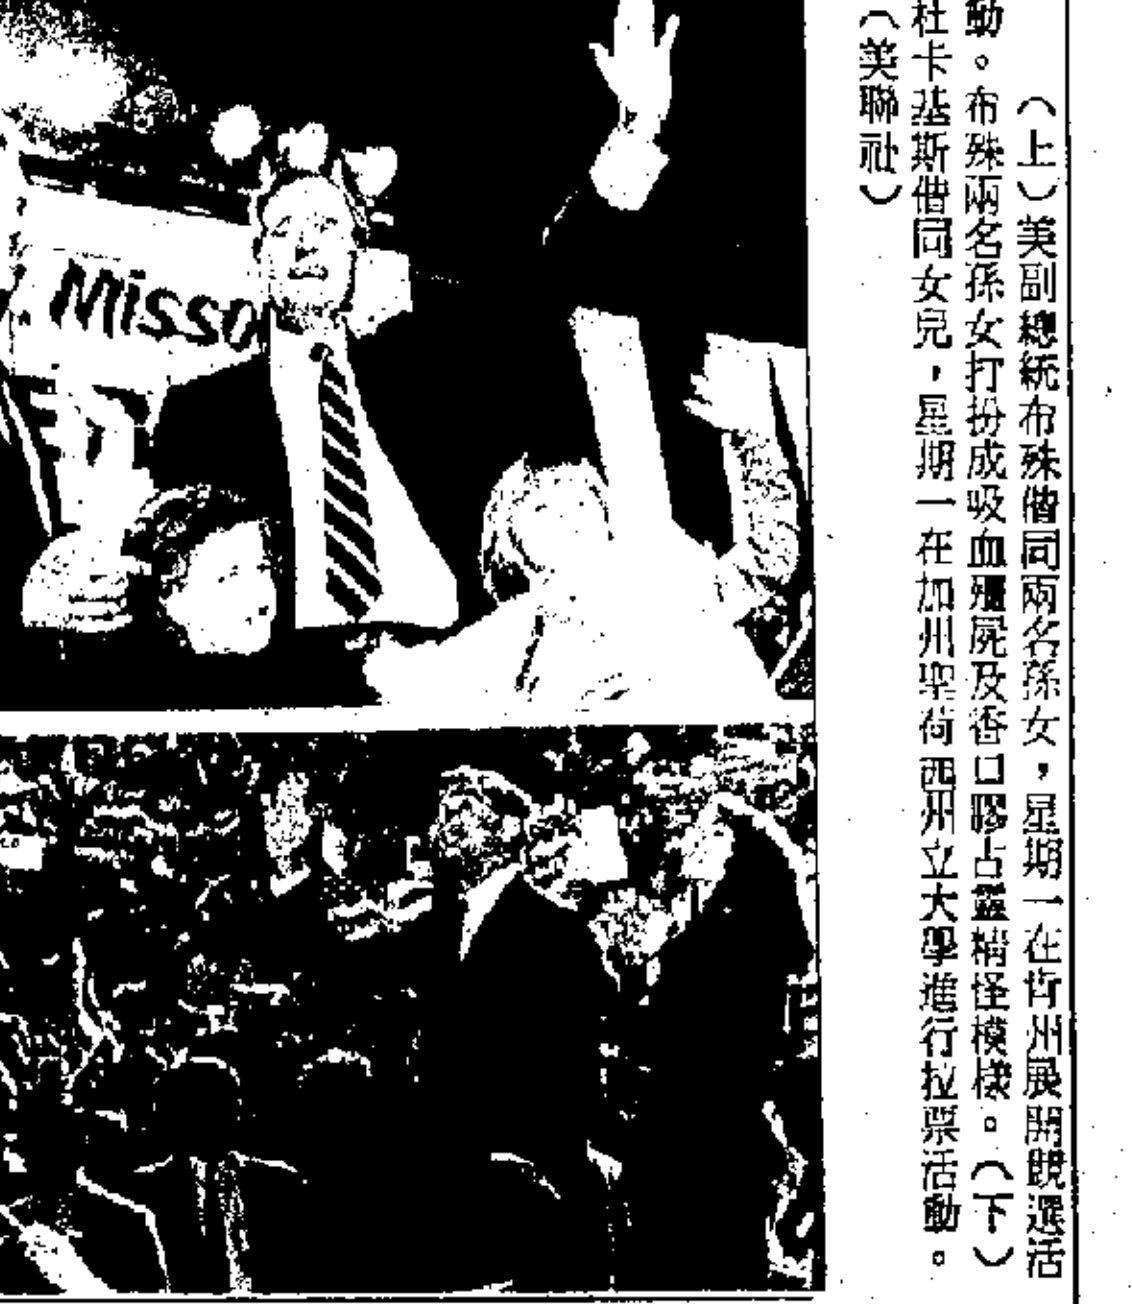 （上）美副總統布殊偕同兩名孫女，星期一在肯州展開競選活
動。布殊兩名孫女打扮成吸血殭屍及香口膠古靈精怪模樣。（下）
杜卡基斯偕同女兒，星期一在加州聖荷西州立大學進行拉票活動。
（美聯社）
Misso